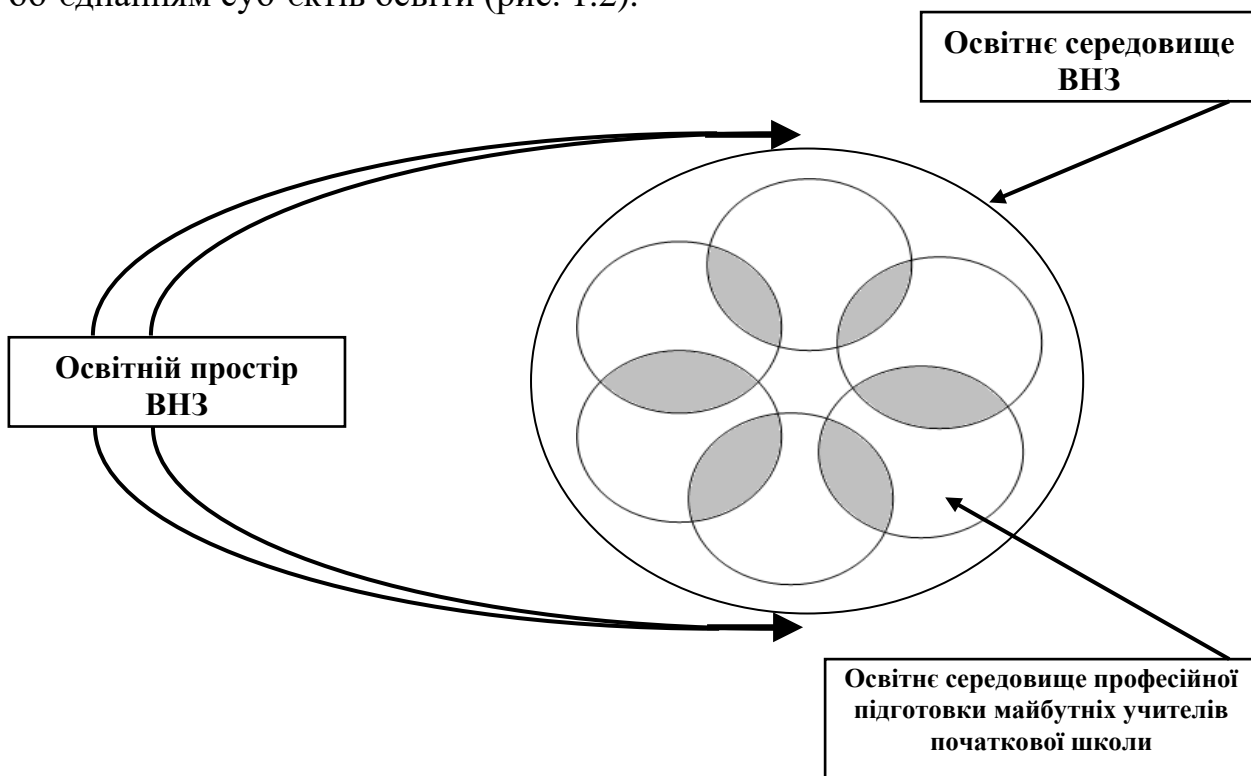 об’єднанням суб’єктів освіти (рис. 1.2).
Освітнє середовище
ВНЗ
Освітній простір
ВНЗ
Освітнє середовище професійної
підготовки майбутніх учителів
початкової школи